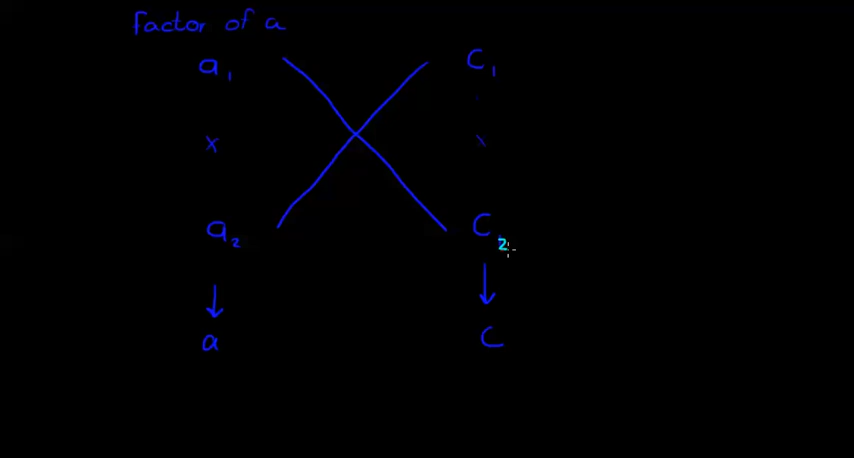 factor of a
a₁ C₁
x x
a₂ C₂
a C